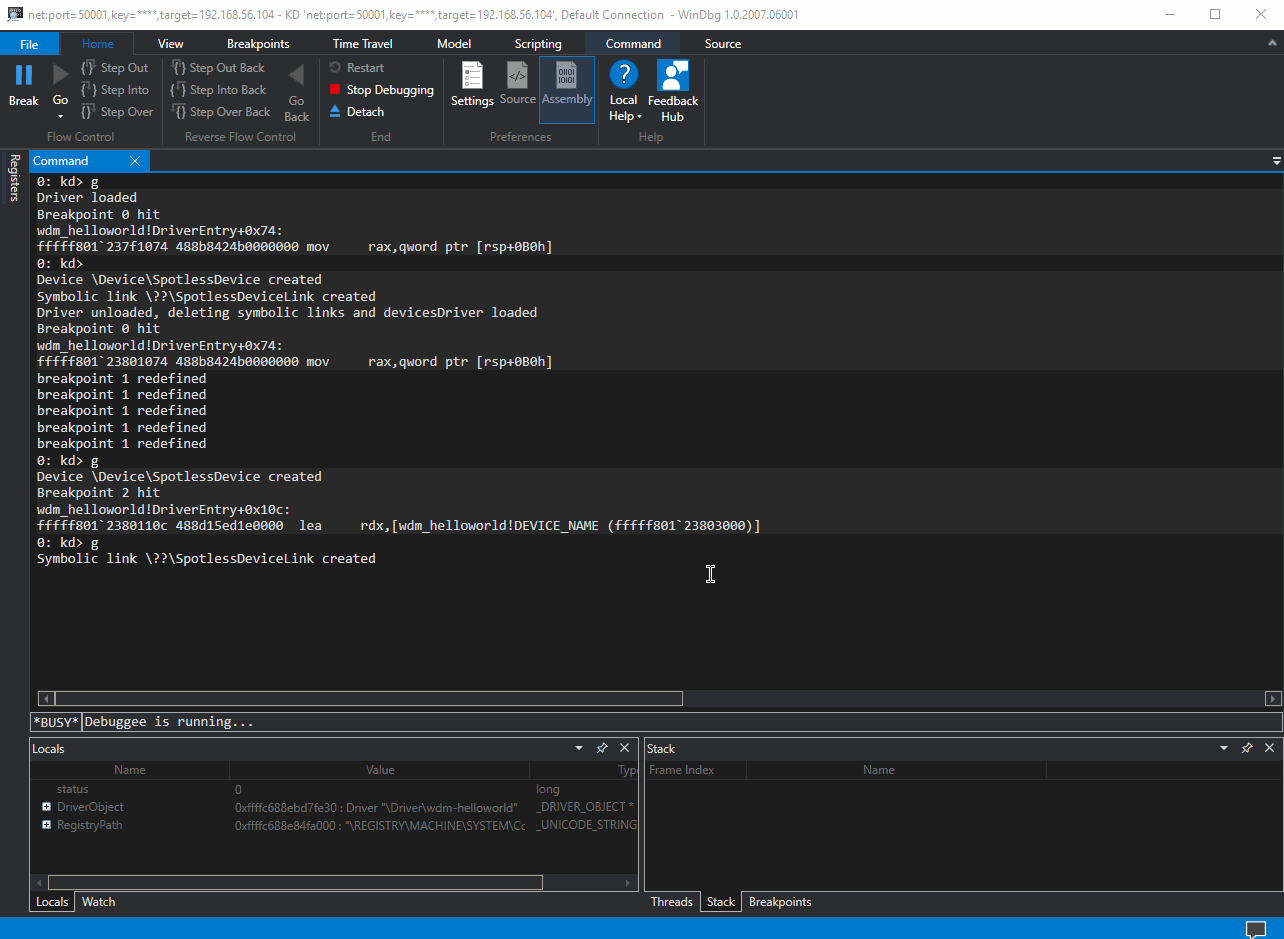 net:port=50001,key=****,target=192.168.56.104 - KD 'net:port=50001,key=****,target=192.168.56.104', Default Connection - WinDbg 1.0.2007.06001
File Home View Breakpoints Time Travel Model Scripting Command Source
Break
Go
Step Out
Step Into
Step Over
Flow Control
Step Out Back
Step Into Back
Step Over Back
Go Back
Reverse Flow Control
Restart
Stop Debugging
Detach
End
Settings
Source
Assembly
Preferences
Local Help
Feedback Hub
Help
Registers
Command
0: kd> g
Driver loaded
Breakpoint 0 hit
wdm_helloworld!DriverEntry+0x74:
fffff801`237f1074 488b8424b0000000 mov     rax,qword ptr [rsp+0B0h]
0: kd>
Device \Device\SpotlessDevice created
Symbolic link \??\SpotlessDeviceLink created
Driver unloaded, deleting symbolic links and devicesDriver loaded
Breakpoint 0 hit
wdm_helloworld!DriverEntry+0x74:
fffff801`23801074 488b8424b0000000 mov     rax,qword ptr [rsp+0B0h]
breakpoint 1 redefined
breakpoint 1 redefined
breakpoint 1 redefined
breakpoint 1 redefined
breakpoint 1 redefined
0: kd> g
Device \Device\SpotlessDevice created
Breakpoint 2 hit
wdm_helloworld!DriverEntry+0x10c:
fffff801`2380110c 488d15ed1e0000  lea     rdx,[wdm_helloworld!DEVICE_NAME (fffff801`23803000)]
0: kd> g
Symbolic link \??\SpotlessDeviceLink created
*BUSY* Debuggee is running...
Locals
Name Value Typ
status 0 long
DriverObject 0xffffc688ebd7fe30 : Driver "\Driver\wdm-helloworld" _DRIVER_OBJECT *
RegistryPath 0xffffc688e84fa000 : "\REGISTRY\MACHINE\SYSTEM\Cc _UNICODE_STRING
Locals Watch
Stack
Frame Index Name
Threads Stack Breakpoints